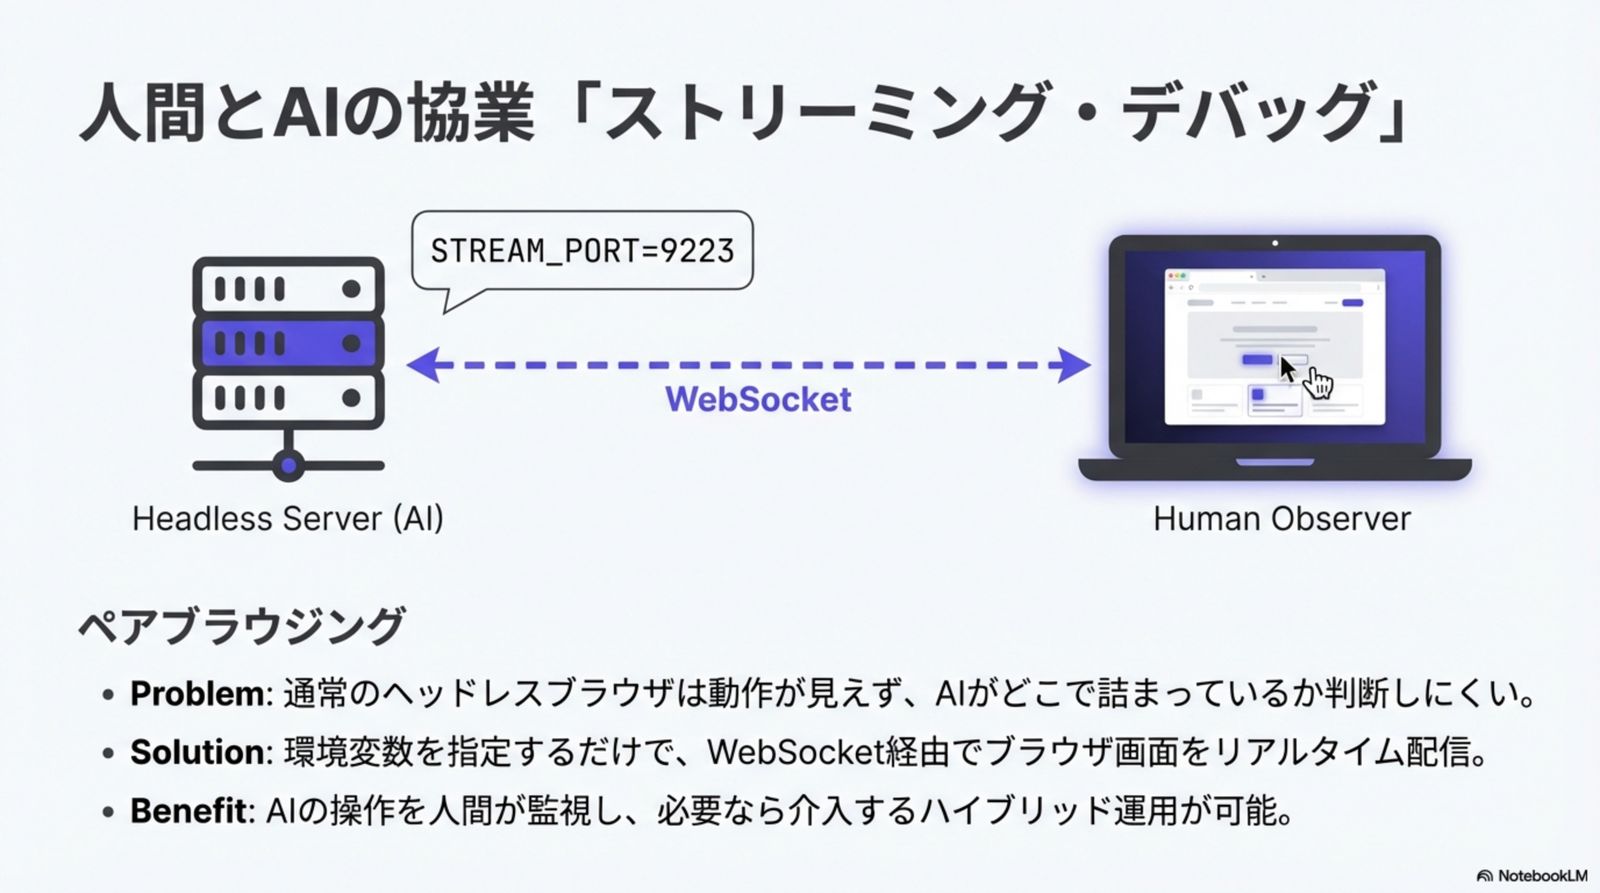 人間とAIの協業「ストリーミング・デバッグ」
STREAM_PORT=9223
WebSocket
Headless Server (AI)
Human Observer
ペアブラウジング
• Problem: 通常のヘッドレスブラウザは動作が見えず、AIがどこで詰まっているか判断しにくい。
• Solution: 環境変数を指定するだけで、WebSocket経由でブラウザ画面をリアルタイム配信。
• Benefit: AIの操作を人間が監視し、必要なら介入するハイブリッド運用が可能。
NotebookLM